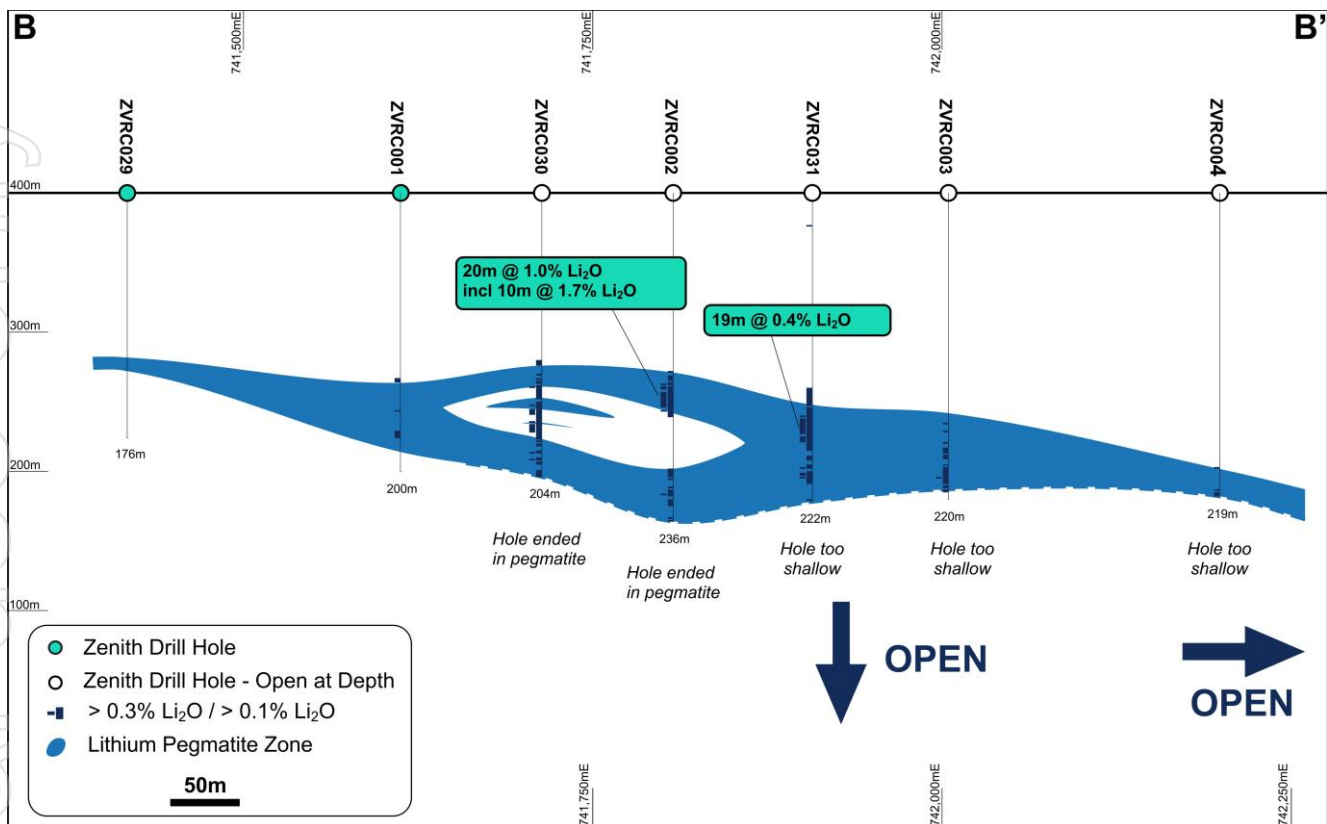 B
B’
741,500mE
741,750mE
742,000mE
ZVRC029
ZVRC001
ZVRC030
ZVRC002
ZVRC031
ZVRC003
ZVRC004
400m
20m @ 1.0% Li₂O
incl 10m @ 1.7% Li₂O
19m @ 0.4% Li₂O
300m
200m
176m
200m
204m
236m
222m
220m
219m
Hole ended
in pegmatite
Hole ended
in pegmatite
Hole too
shallow
Hole too
shallow
Hole too
shallow
100m
OPEN
OPEN
Zenith Drill Hole
Zenith Drill Hole - Open at Depth
> 0.3% Li₂O / > 0.1% Li₂O
Lithium Pegmatite Zone
50m
741,750mE
742,000mE
742,250mE